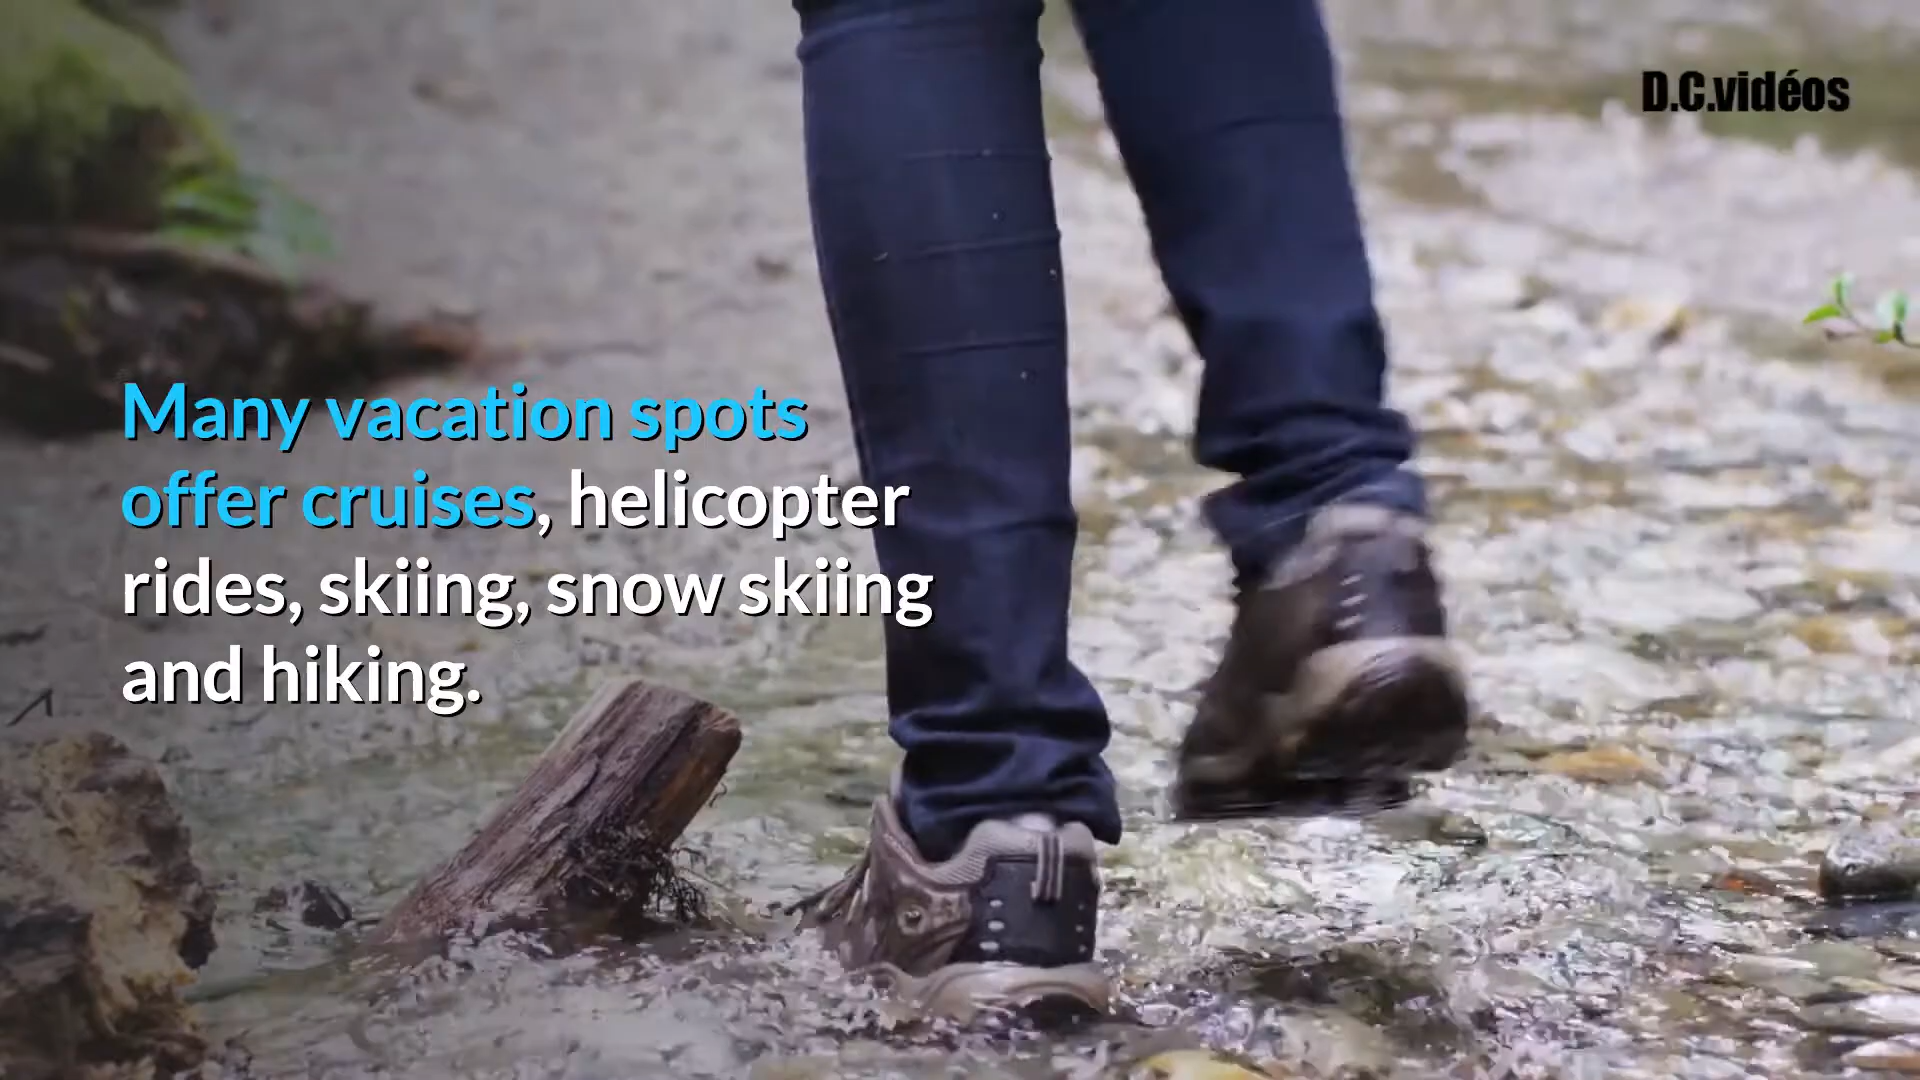 D.C.vidéos
Many vacation spots
offer cruises, helicopter
rides, skiing, snow skiing
and hiking.